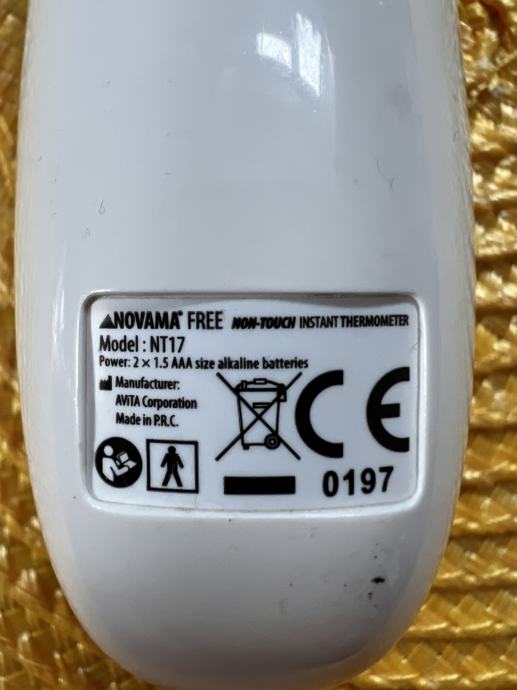 NOVAMA® FREE NON-TOUCH INSTANT THERMOMETER
Model : NT17
Power: 2 × 1.5 AAA size alkaline batteries
Manufacturer:
AViTA Corporation
Made in P.R.C.
CE
0197